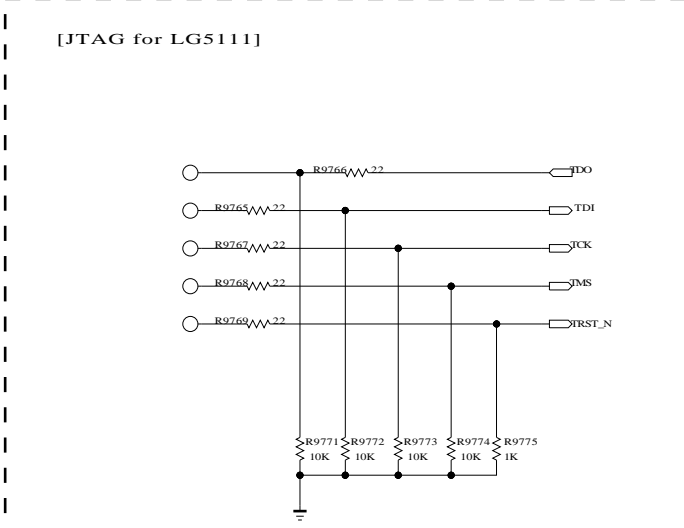 [JTAG for LG5111]
R9766 22 TDO
R9765 22 TDI
R9767 22 TCK
R9768 22 TMS
R9769 22 TRST_N
R9771 R9772 R9773 R9774 R9775
10K 10K 10K 10K 1K